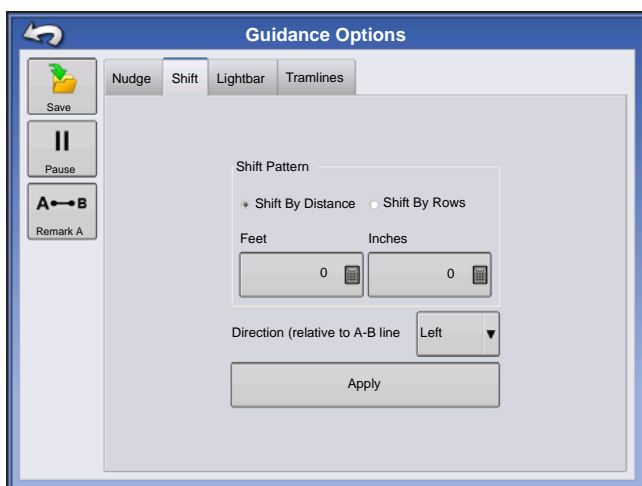 Guidance Options
Save
Pause
A B
Remark A
Nudge Shift Lightbar Tramlines
Shift Pattern
Shift By Distance Shift By Rows
Feet Inches
0 0
Direction (relative to A-B line Left
Apply